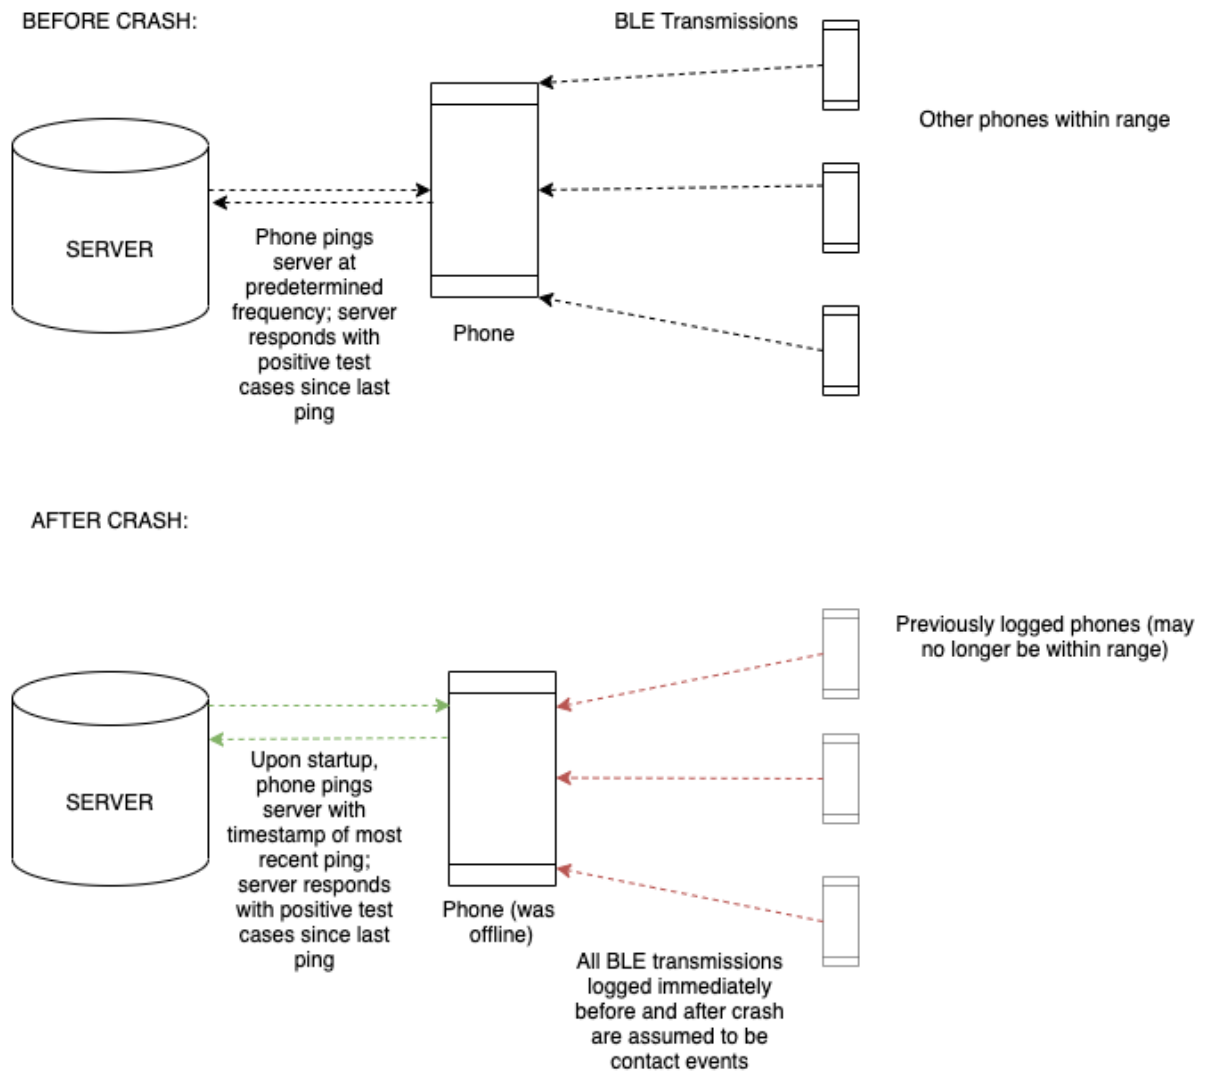 BEFORE CRASH:
BLE Transmissions
Other phones within range
SERVER
Phone pings
server at
predetermined
frequency; server
responds with
positive test
cases since last
ping
Phone
AFTER CRASH:
Previously logged phones (may
no longer be within range)
SERVER
Upon startup,
phone pings
server with
timestamp of most
recent ping;
server responds
with positive test
cases since last
ping
Phone (was
offline)
All BLE transmissions
logged immediately
before and after crash
are assumed to be
contact events